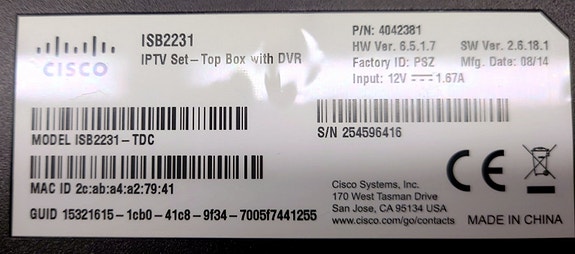 CISCO
ISB2231
IPTV Set-Top Box with DVR
P/N: 4042381
HW Ver. 6.5.1.7 SW Ver. 2.6.18.1
Factory ID: PSZ Mfg. Date: 08/14
Input: 12V ⎓ 1.67A
MODEL ISB2231-TDC
S/N 254596416
MAC ID 2c:ab:a4:a2:79:41
GUID 15321615-1cb0-41c8-9f34-7005f7441255
Cisco Systems, Inc.
170 West Tasman Drive
San Jose, CA 95134 USA
www.cisco.com/go/contacts
CE
MADE IN CHINA